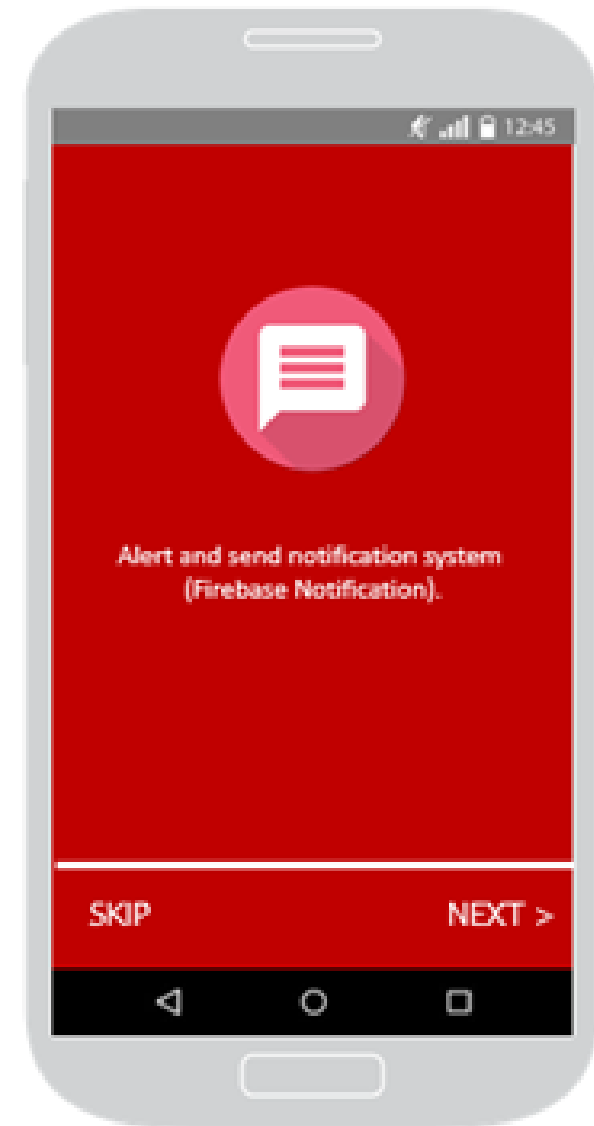 12:45
Alert and send notification system
(Firebase Notification).
SKIP
NEXT >